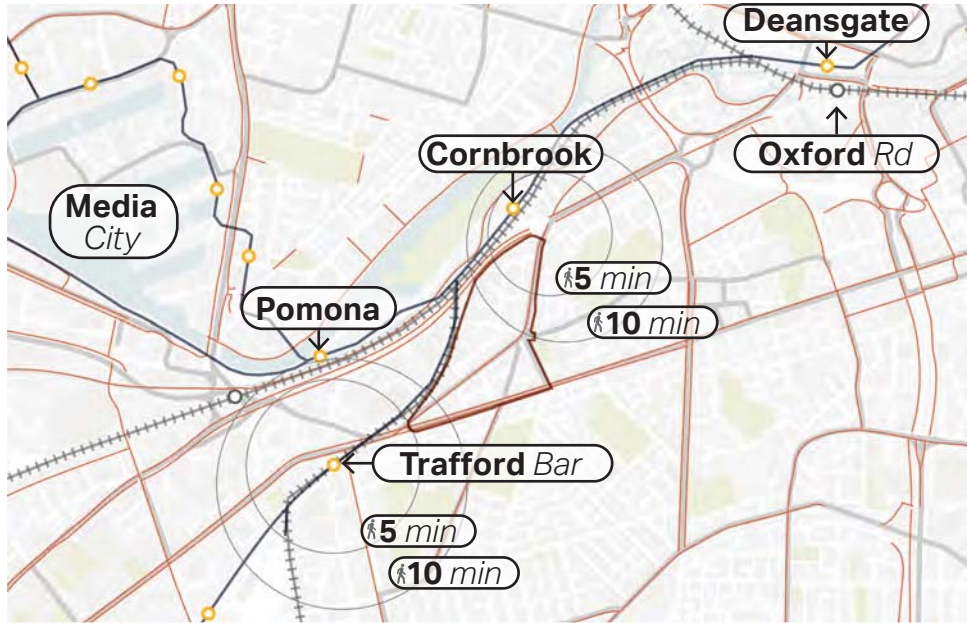 Deansgate
Cornbrook
Oxford Rd
Media
City
5 min
Pomona
10 min
Trafford Bar
5 min
10 min